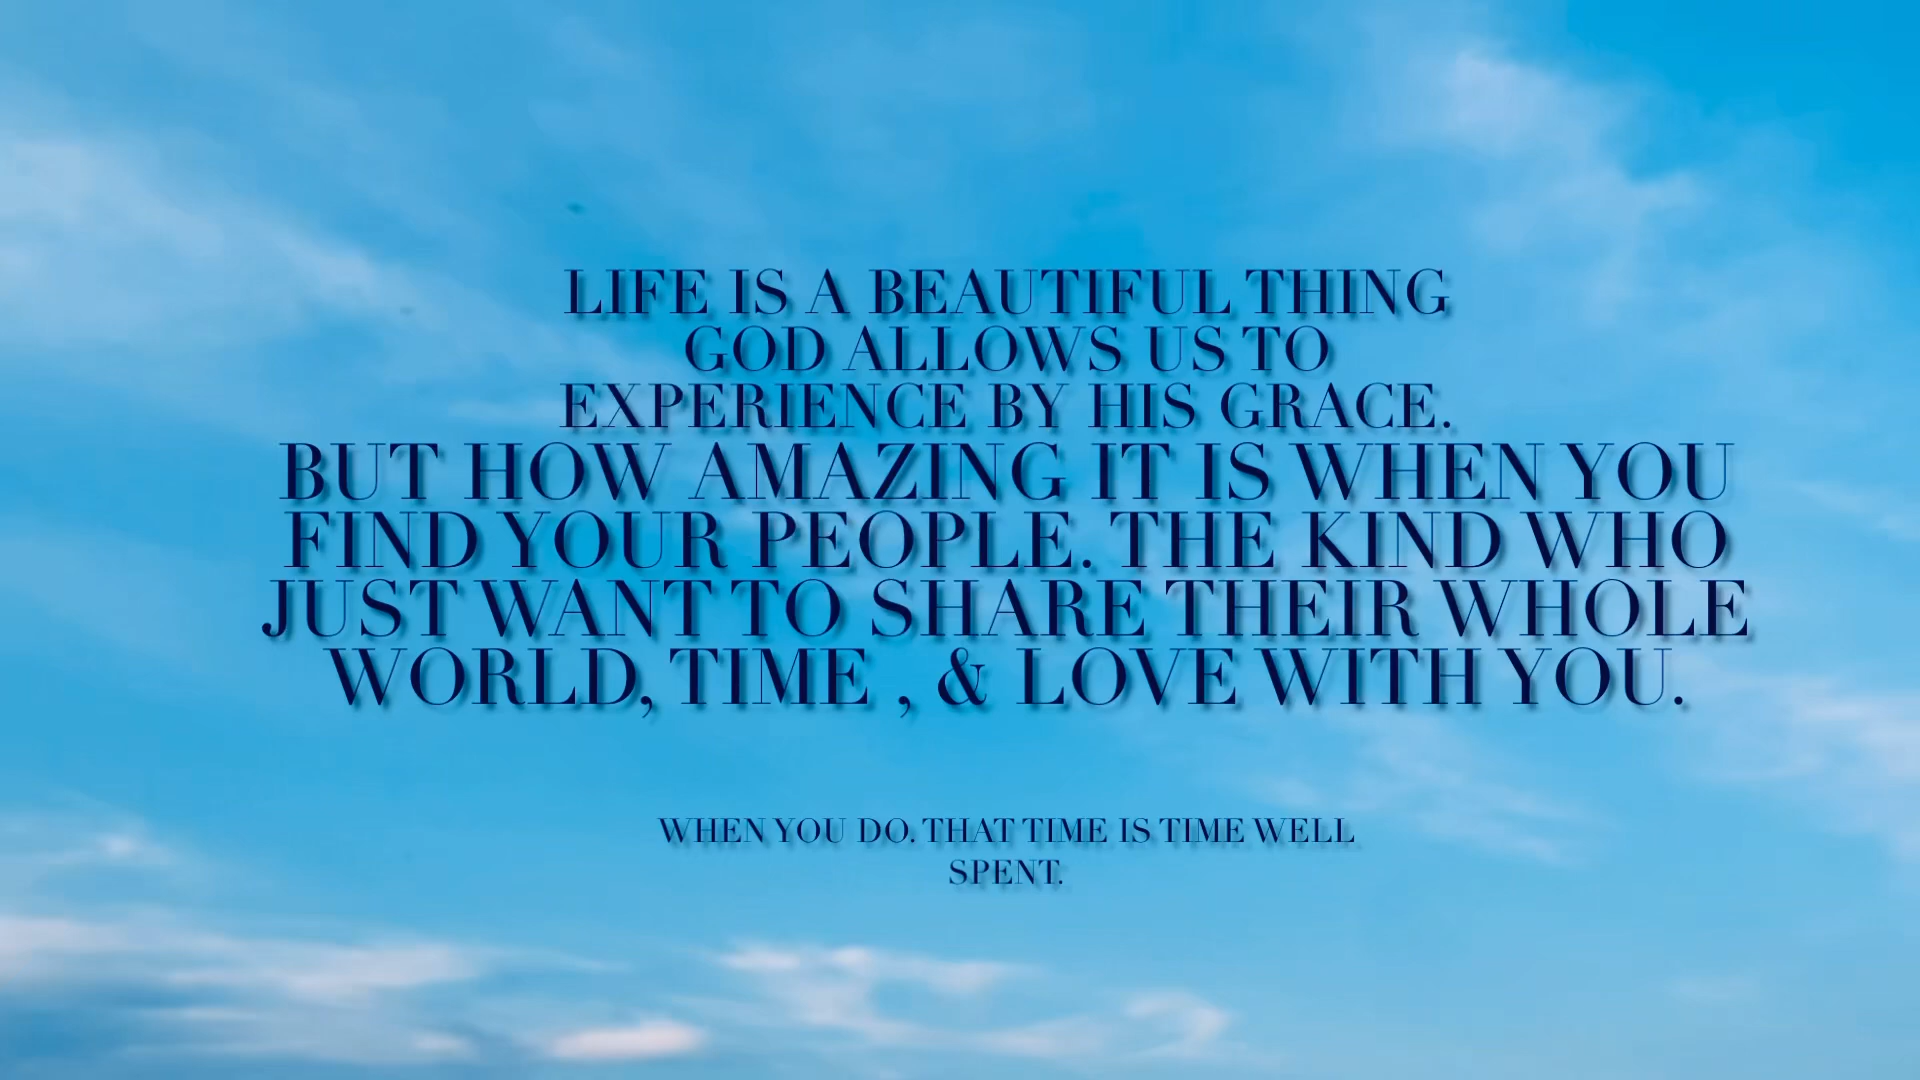 LIFE IS A BEAUTIFUL THING
GOD ALLOWS US TO
EXPERIENCE BY HIS GRACE.
BUT HOW AMAZING IT IS WHEN YOU
FIND YOUR PEOPLE. THE KIND WHO
JUST WANT TO SHARE THEIR WHOLE
WORLD, TIME , & LOVE WITH YOU.
WHEN YOU DO. THAT TIME IS TIME WELL
SPENT.